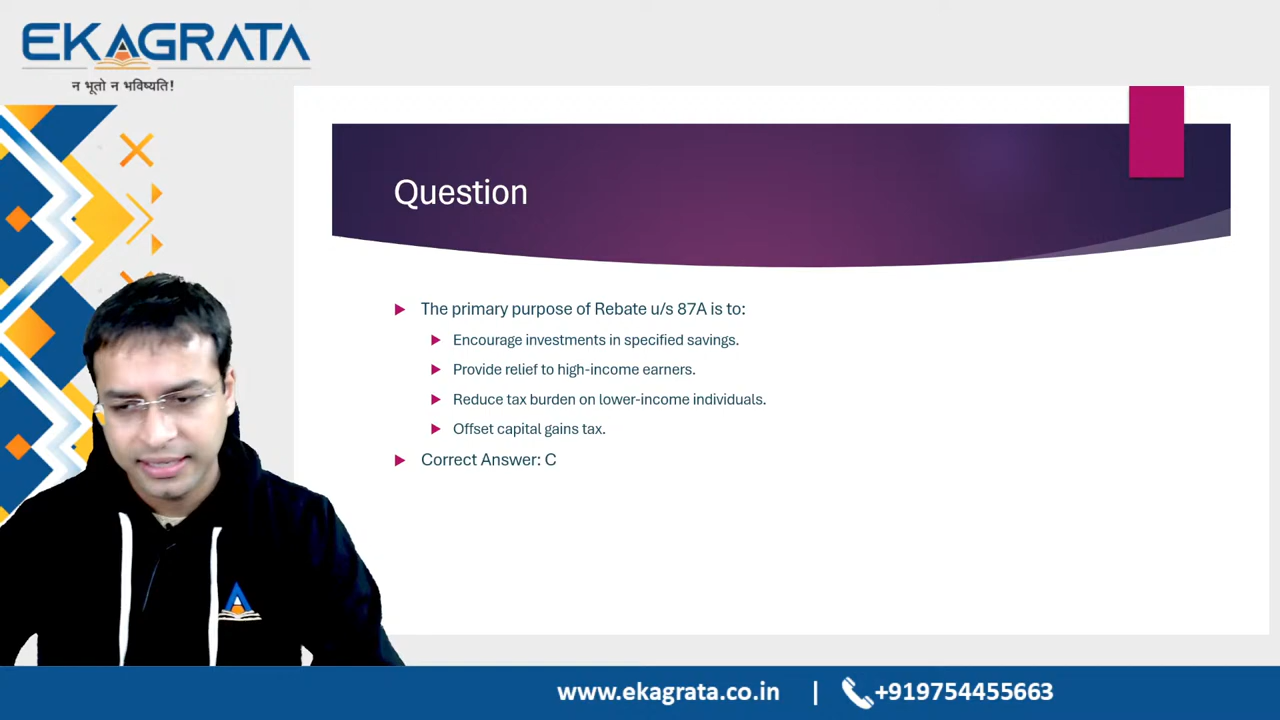 EKAGRATA
न भूतो न भविष्यति!
Question
The primary purpose of Rebate u/s 87A is to:
Encourage investments in specified savings.
Provide relief to high-income earners.
Reduce tax burden on lower-income individuals.
Offset capital gains tax.
Correct Answer: C
A
www.ekagrata.co.in | +919754455663